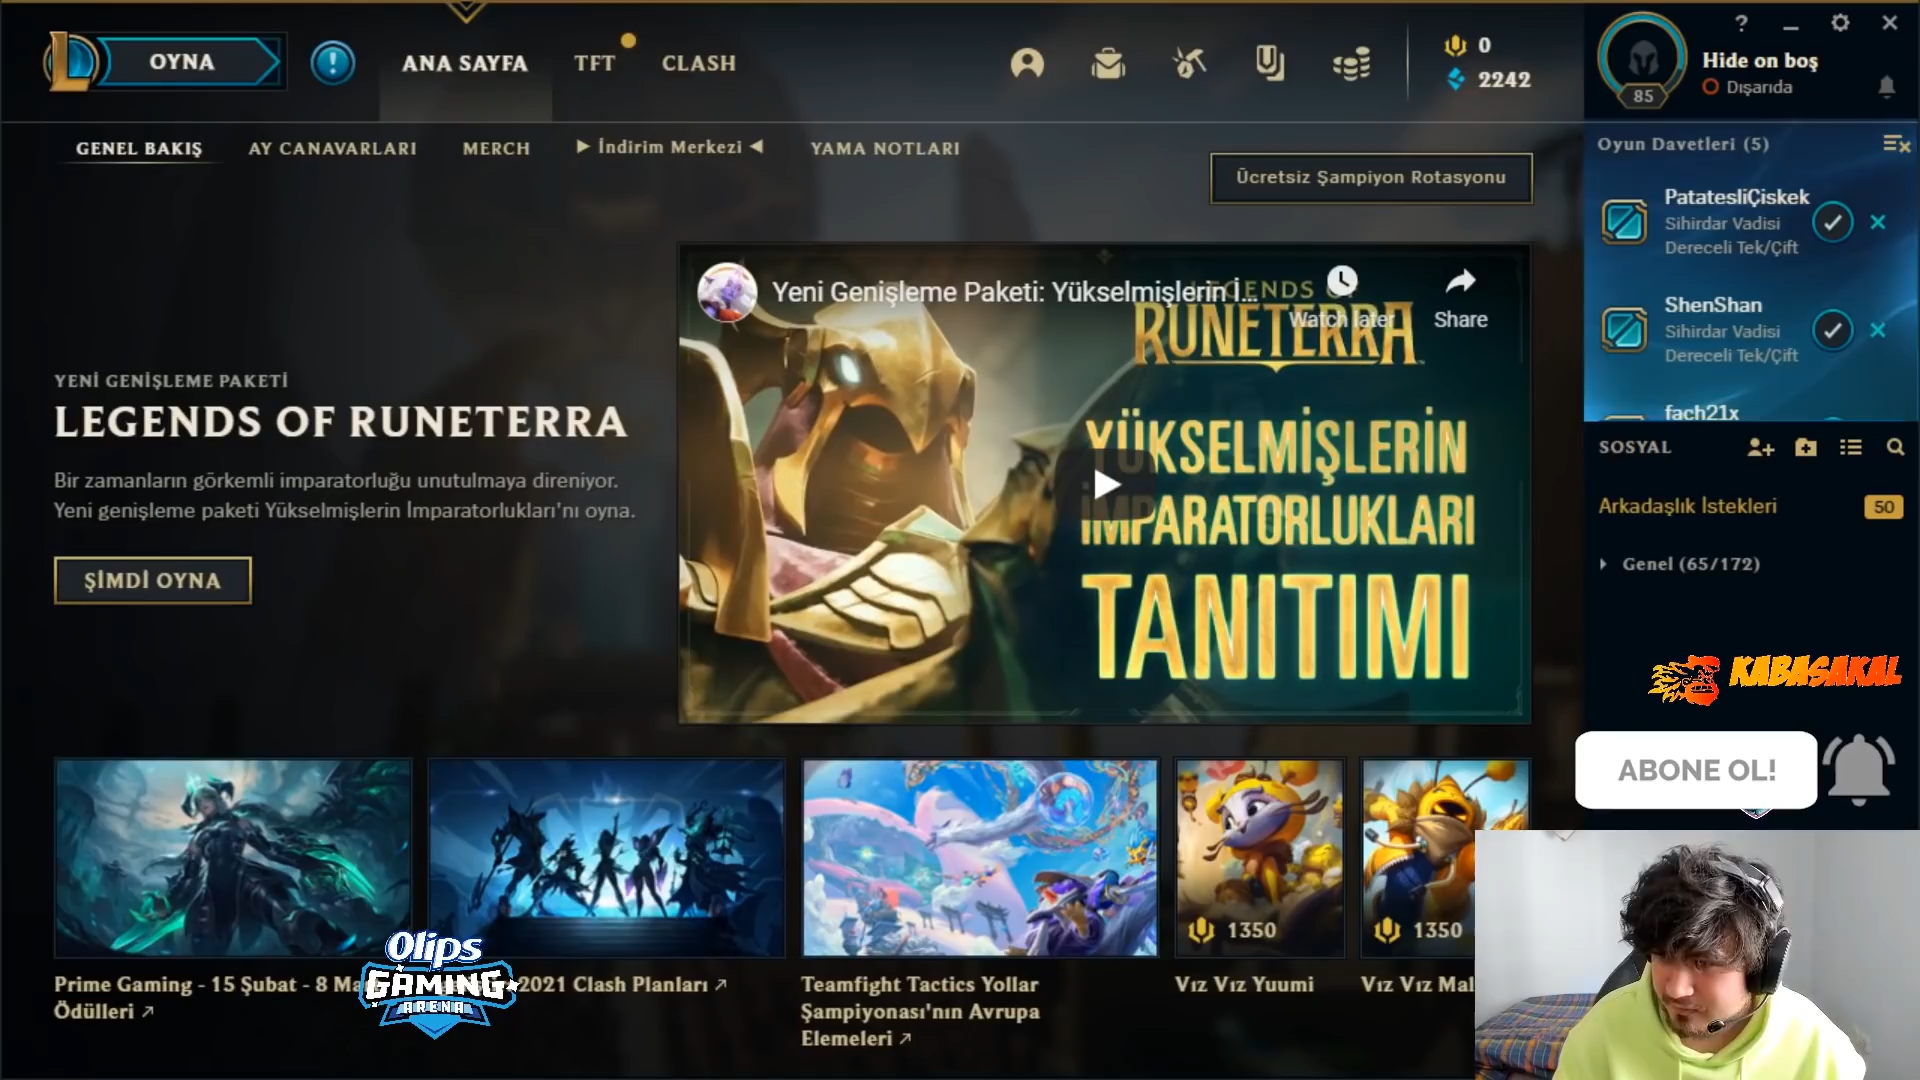 OYNA
ANA SAYFA
TFT
CLASH
0
2242
85
Hide on boş
Dışarıda
GENEL BAKIŞ
AY CANAVARLARI
MERCH
▶ İndirim Merkezi ◀
YAMA NOTLARI
Ücretsiz Şampiyon Rotasyonu
Oyun Davetleri (5)
PatatesliÇiskek
Sihirdar Vadisi
Dereceli Tek/Çift
ShenShan
Sihirdar Vadisi
Dereceli Tek/Çift
fach21x
SOSYAL
Arkadaşlık İstekleri
50
Genel (65/172)
YENİ GENİŞLEME PAKETİ
LEGENDS OF RUNETERRA
Bir zamanların görkemli imparatorluğu unutulmaya direniyor.
Yeni genişleme paketi Yükselmişlerin İmparatorlukları'nı oyna.
ŞİMDİ OYNA
Yeni Genişleme Paketi: Yükselmişlerin İ...
Watch later
Share
LEGENDS OF
RUNETERRA
YÜKSELMİŞLERİN
İMPARATORLUKLARI
TANITIMI
KABASAKAL
ABONE OL!
1350
1350
Prime Gaming - 15 Şubat - 8 Ma
Ödülleri ↗
2021 Clash Planları ↗
Teamfight Tactics Yollar
Şampiyonası'nın Avrupa
Elemeleri ↗
Vız Vız Yuumi
Vız Vız Mal
Olips
GAMING
ARENA